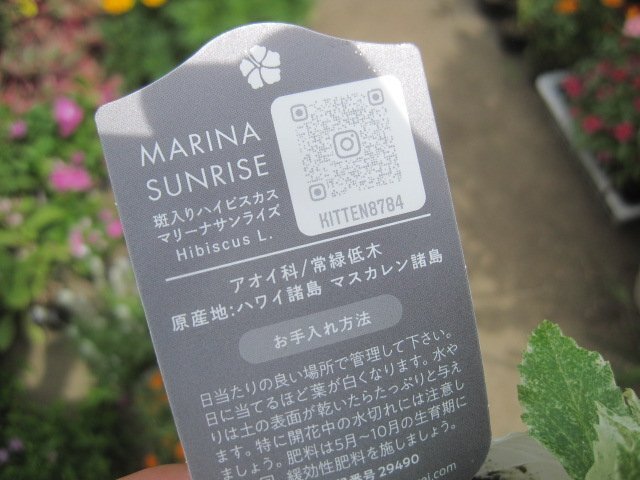 MARINA
SUNRISE
斑入りハイビスカス
マリーナサンライズ
Hibiscus L.
KITTEN8784
アオイ科/常緑低木
原産地:ハワイ諸島 マスカレン諸島
お手入れ方法
日当たりの良い場所で管理して下さい。
日に当てるほど葉が白くなります。水や
りは土の表面が乾いたらたっぷりと与え
ます。特に開花中の水切れには注意し
ましょう。肥料は5月〜10月の生育期に
回、緩効性肥料を施しましょう。
番号 29490